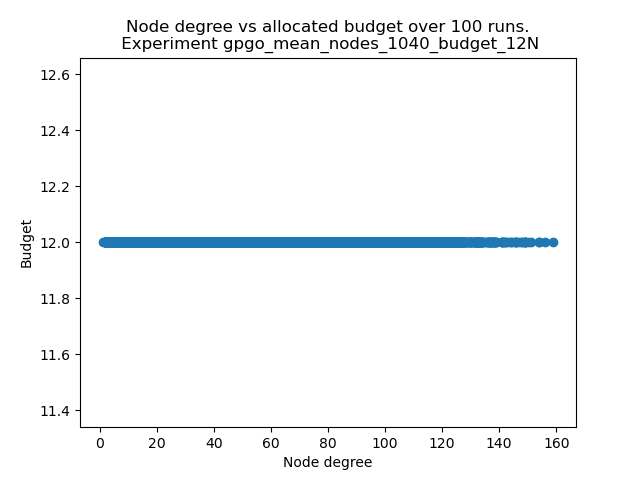 Node degree vs allocated budget over 100 runs.
Experiment gpgo_mean_nodes_1040_budget_12N
12.6
12.4
12.2
12.0
11.8
11.6
11.4
Budget
0 20 40 60 80 100 120 140 160
Node degree